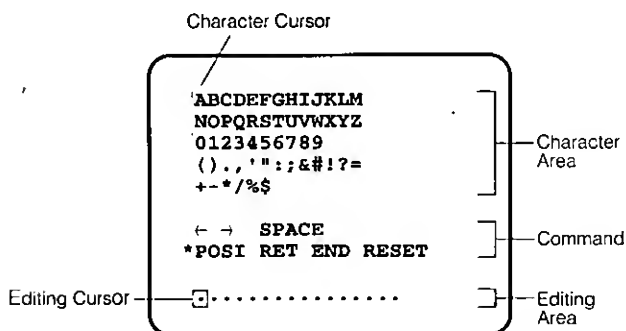 Character Cursor
ABCDEFGHIJKLM
NOPQRSTUVWXYZ
0123456789
().,'":;&#!?=
+-*/%$
Character
Area
← → SPACE
*POSI RET END RESET
Command
Editing Cursor
Editing
Area